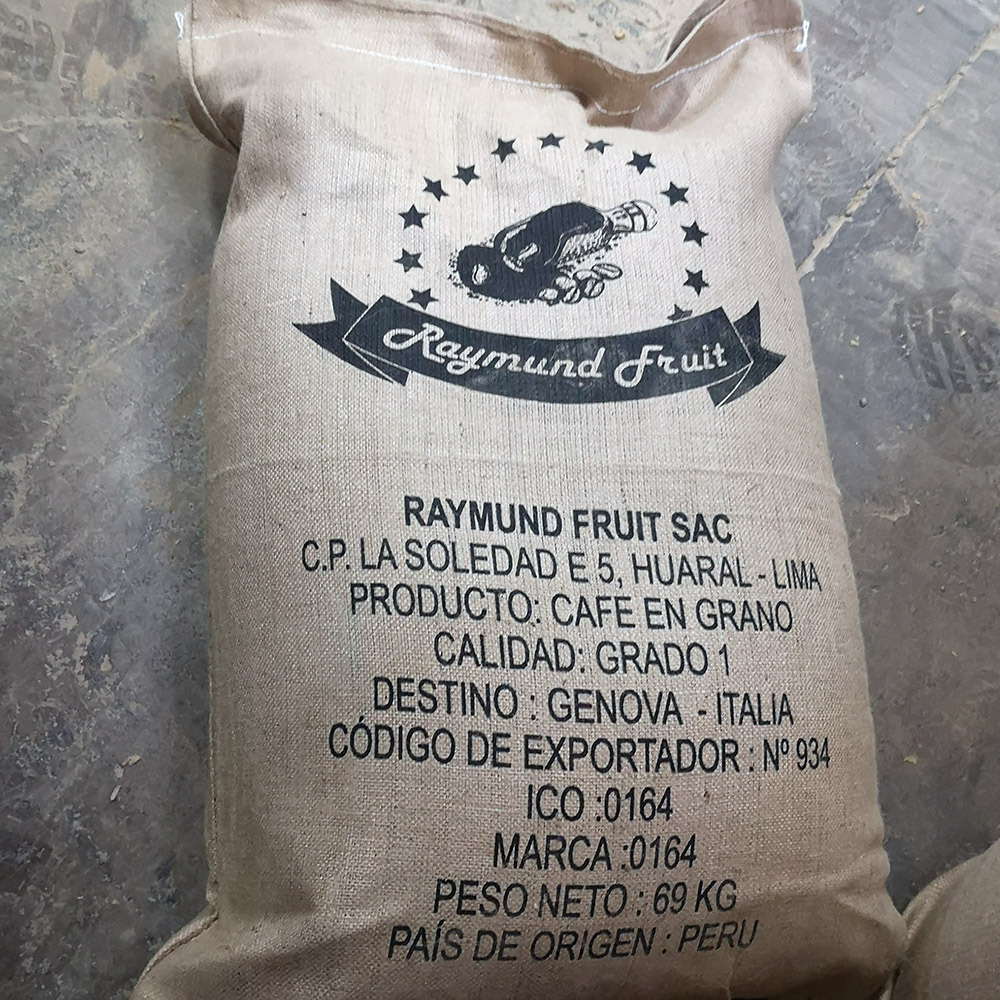 Raymund Fruit
RAYMUND FRUIT SAC
C.P. LA SOLEDAD E 5, HUARAL - LIMA
PRODUCTO: CAFE EN GRANO
CALIDAD: GRADO 1
DESTINO : GENOVA - ITALIA
CÓDIGO DE EXPORTADOR : Nº 934
ICO :0164
MARCA :0164
PESO NETO : 69 KG
PAÍS DE ORIGEN : PERU